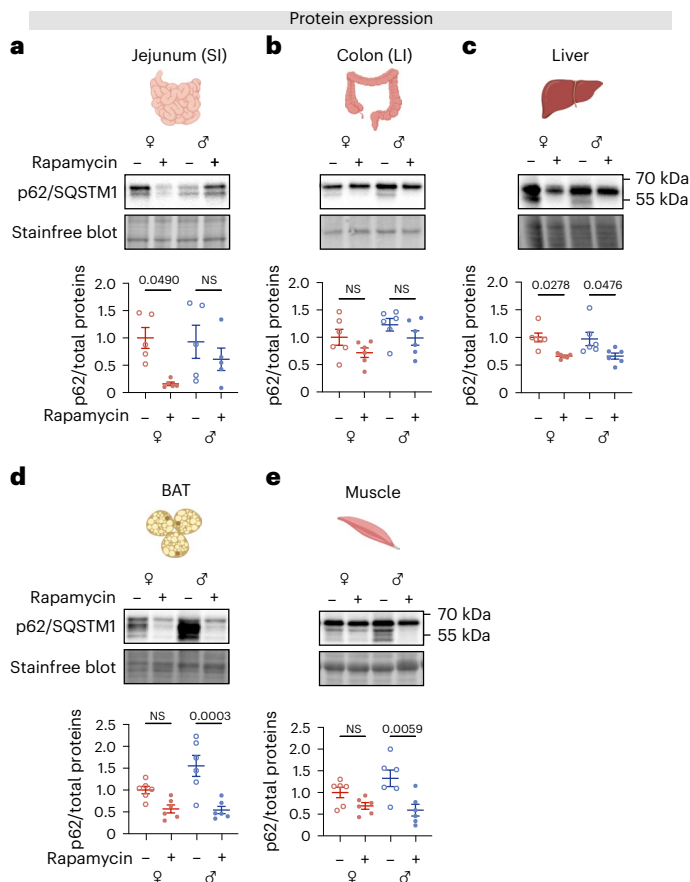 Protein expression
a
Jejunum (SI)
♀ ♂
Rapamycin − + − +
p62/SQSTM1
Stainfree blot
p62/total proteins
2.0
1.5
1.0
0.5
0
0.0490 NS
Rapamycin − + − +
♀ ♂
b
Colon (LI)
♀ ♂
− + − +
p62/total proteins
2.0
1.5
1.0
0.5
0
NS NS
− + − +
♀ ♂
c
Liver
♀ ♂
− + − +
70 kDa
55 kDa
p62/total proteins
2.0
1.5
1.0
0.5
0
0.0278 0.0476
− + − +
♀ ♂
d
BAT
♀ ♂
Rapamycin − + − +
p62/SQSTM1
Stainfree blot
p62/total proteins
2.5
2.0
1.5
1.0
0.5
0
NS 0.0003
Rapamycin − + − +
♀ ♂
e
Muscle
♀ ♂
− + − +
70 kDa
55 kDa
p62/total proteins
2.5
2.0
1.5
1.0
0.5
0
NS 0.0059
− + − +
♀ ♂